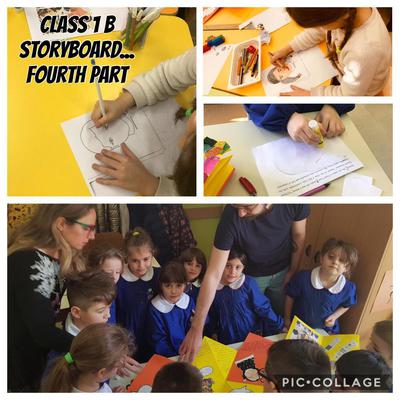 CLASS 1 B
STORYBOARD...
FOURTH PART
PIC•COLLAGE